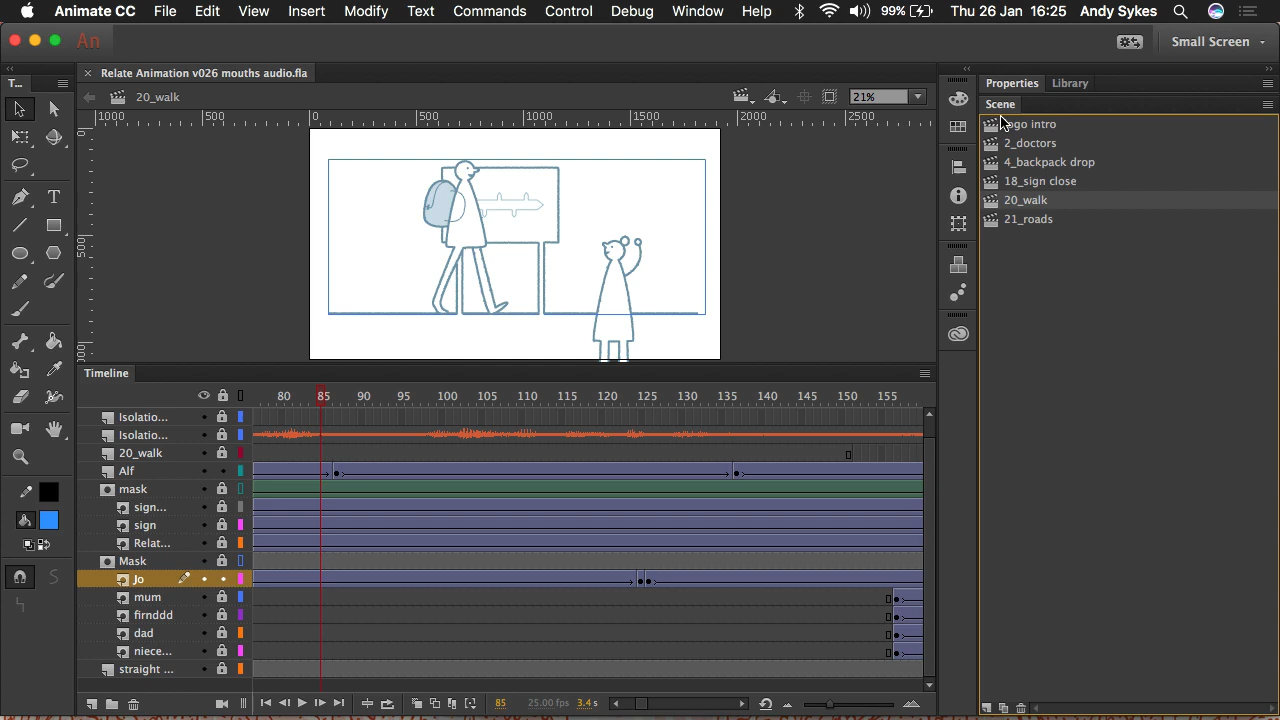 Animate CC File Edit View Insert Modify Text Commands Control Debug Window Help 99% Thu 26 Jan 16:25 Andy Sykes
An Small Screen
T... Relate Animation v026 mouths audio.fla Properties Library
20_walk 21% Scene
1000 500 0 500 1000 1500 2000 2500
ogo intro
2_doctors
4_backpack drop
18_sign close
20_walk
21_roads
0
500
Timeline
80 85 90 95 100 105 110 115 120 125 130 135 140 145 150 155
Isolatio...
Isolatio...
20_walk
Alf
mask
sign...
sign
Relat...
Mask
Jo
mum
firnddd
dad
niece...
straight ...
85 25.00 fps 3.4 s